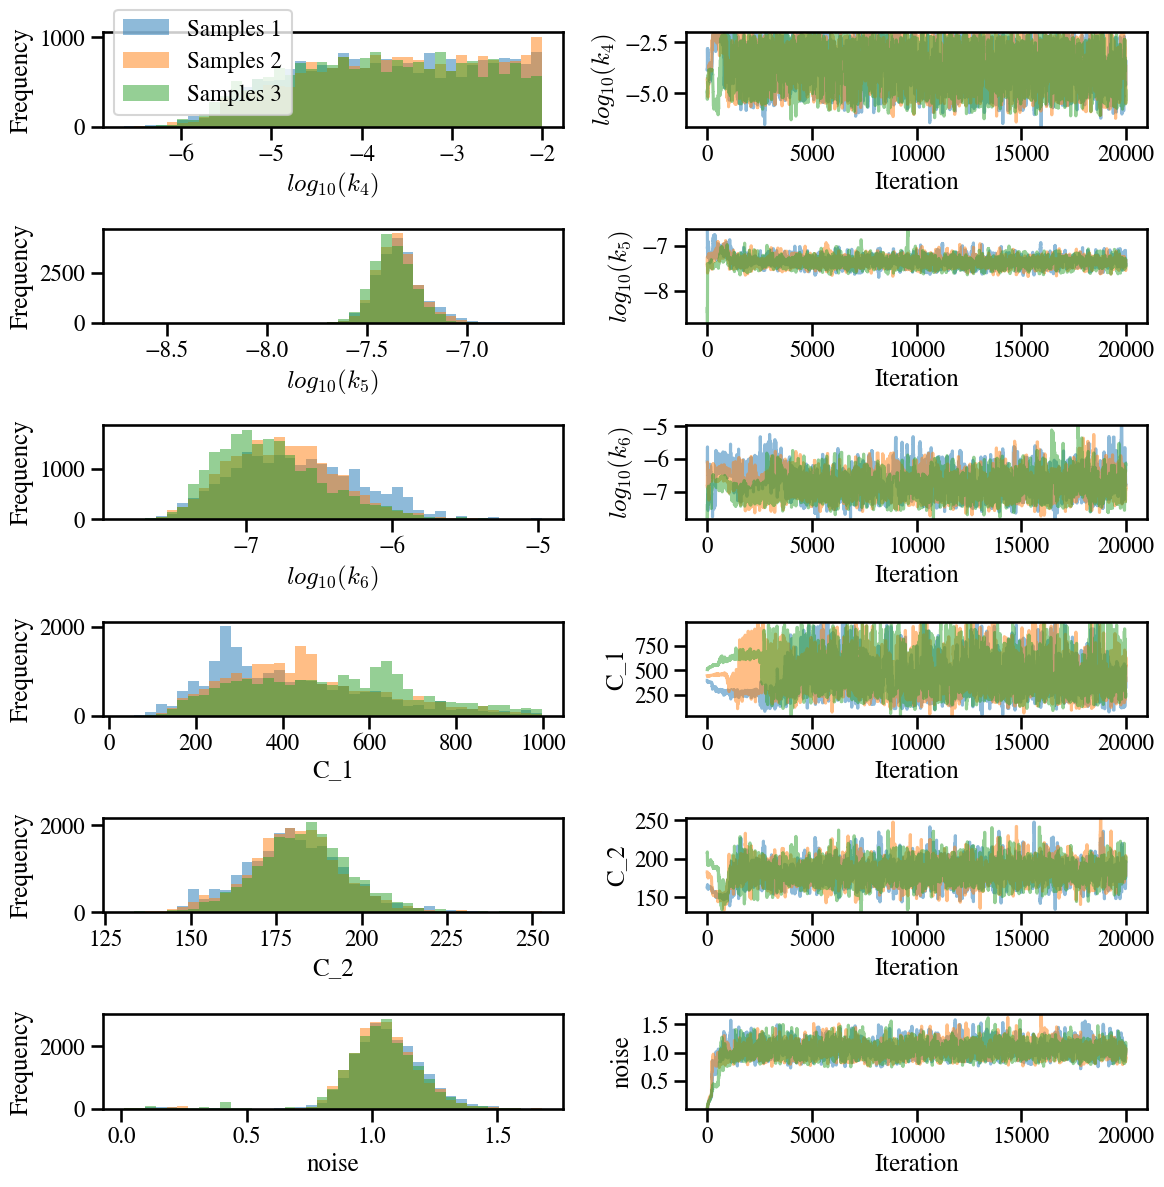 Frequency
1000
0
Samples 1
Samples 2
Samples 3
−6 −5 −4 −3 −2
log10(k4)
log10(k4)
−2.5
−5.0
0 5000 10000 15000 20000
Iteration
Frequency
2500
0
−8.5 −8.0 −7.5 −7.0
log10(k5)
log10(k5)
−7
−8
0 5000 10000 15000 20000
Iteration
Frequency
1000
0
−7 −6 −5
log10(k6)
log10(k6)
−5
−6
−7
0 5000 10000 15000 20000
Iteration
Frequency
2000
0
0 200 400 600 800 1000
C_1
C_1
750
500
250
0 5000 10000 15000 20000
Iteration
Frequency
2000
0
125 150 175 200 225 250
C_2
C_2
250
200
150
0 5000 10000 15000 20000
Iteration
Frequency
2000
0
0.0 0.5 1.0 1.5
noise
noise
1.5
1.0
0.5
0 5000 10000 15000 20000
Iteration